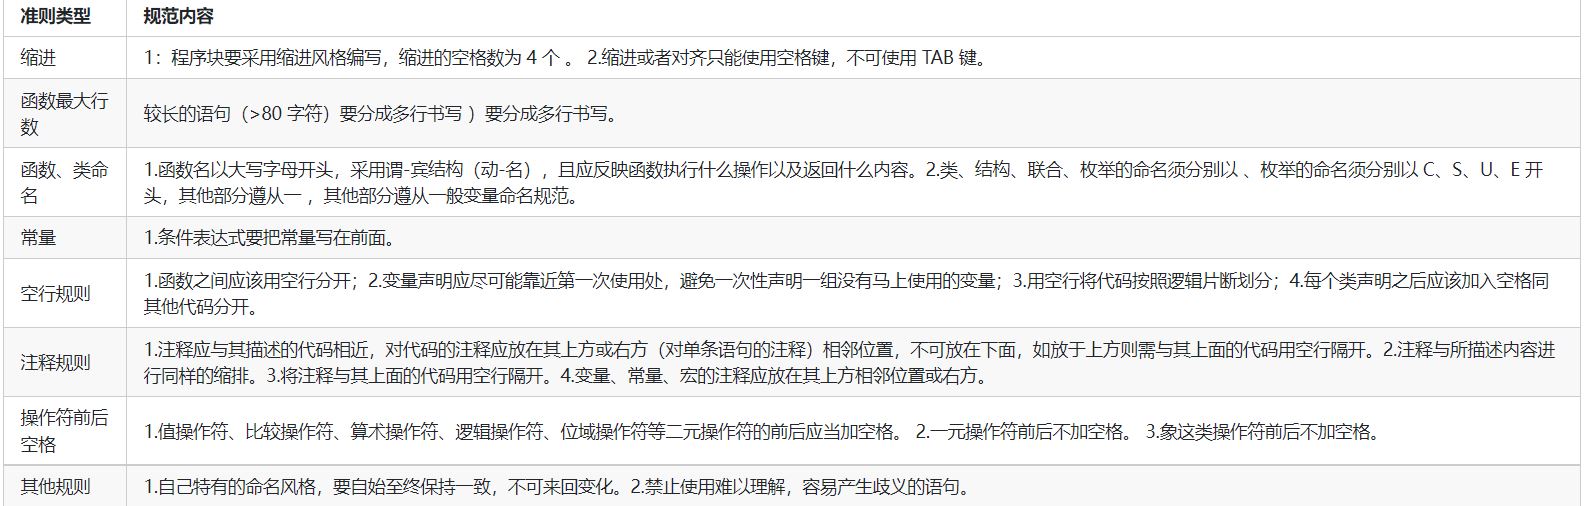 准则类型 规范内容
缩进 1：程序块要采用缩进风格编写，缩进的空格数为 4 个 。 2.缩进或者对齐只能使用空格键，不可使用 TAB 键。
函数最大行
数
较长的语句（>80 字符）要分成多行书写 ）要分成多行书写。
函数、类命
名
1.函数名以大写字母开头，采用谓-宾结构（动-名），且应反映函数执行什么操作以及返回什么内容。2.类、结构、联合、枚举的命名须分别以 、枚举的命名须分别以 C、S、U、E 开
头，其他部分遵从一 ，其他部分遵从一般变量命名规范。
常量 1.条件表达式要把常量写在前面。
空行规则
1.函数之间应该用空行分开；2.变量声明应尽可能靠近第一次使用处，避免一次性声明一组没有马上使用的变量；3.用空行将代码按照逻辑片断划分；4.每个类声明之后应该加入空格同
其他代码分开。
注释规则
1.注释应与其描述的代码相近，对代码的注释应放在其上方或右方（对单条语句的注释）相邻位置，不可放在下面，如放于上方则需与其上面的代码用空行隔开。2.注释与所描述内容进
行同样的缩排。3.将注释与其上面的代码用空行隔开。4.变量、常量、宏的注释应放在其上方相邻位置或右方。
操作符前后
空格
1.值操作符、比较操作符、算术操作符、逻辑操作符、位域操作符等二元操作符的前后应当加空格。 2.一元操作符前后不加空格。 3.象这类操作符前后不加空格。
其他规则 1.自己特有的命名风格，要自始至终保持一致，不可来回变化。2.禁止使用难以理解，容易产生歧义的语句。